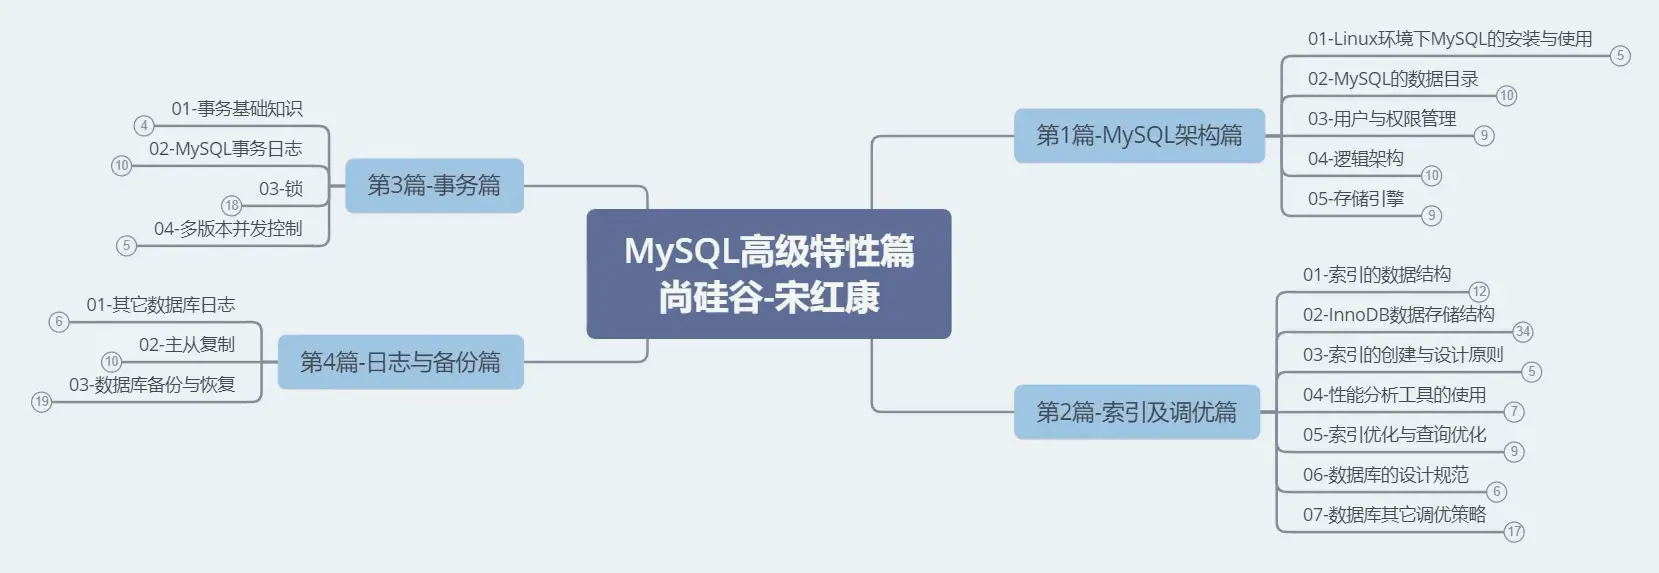 MySQL高级特性篇
尚硅谷-宋红康
第1篇-MySQL架构篇
01-Linux环境下MySQL的安装与使用
5
02-MySQL的数据目录
10
03-用户与权限管理
9
04-逻辑架构
10
05-存储引擎
9
第2篇-索引及调优篇
01-索引的数据结构
12
02-InnoDB数据存储结构
34
03-索引的创建与设计原则
5
04-性能分析工具的使用
7
05-索引优化与查询优化
9
06-数据库的设计规范
6
07-数据库其它调优策略
17
第3篇-事务篇
01-事务基础知识
4
02-MySQL事务日志
10
03-锁
18
04-多版本并发控制
5
第4篇-日志与备份篇
01-其它数据库日志
6
02-主从复制
10
03-数据库备份与恢复
19